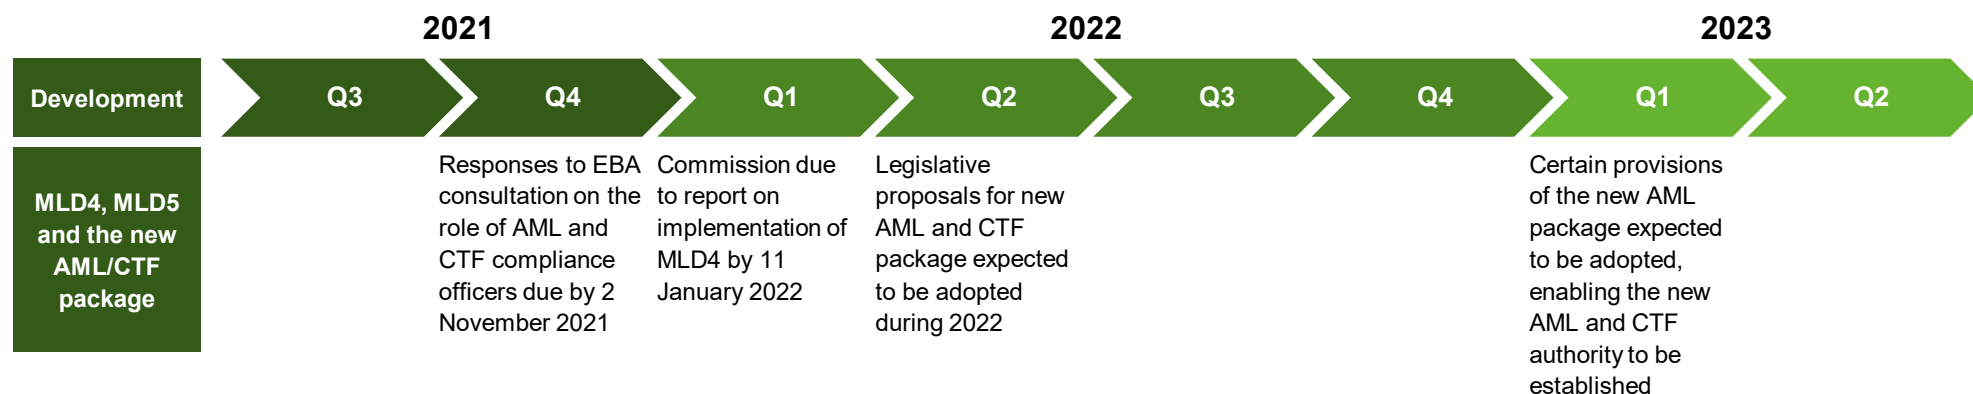 2021
2022
2023
Development
Q3
Q4
Q1
Q2
Q3
Q4
Q1
Q2
MLD4, MLD5
and the new
AML/CTF
package
Responses to EBA
consultation on the
role of AML and
CTF compliance
officers due by 2
November 2021
Commission due
to report on
implementation of
MLD4 by 11
January 2022
Legislative
proposals for new
AML and CTF
package expected
to be adopted
during 2022
Certain provisions
of the new AML
package expected
to be adopted,
enabling the new
AML and CTF
authority to be
established